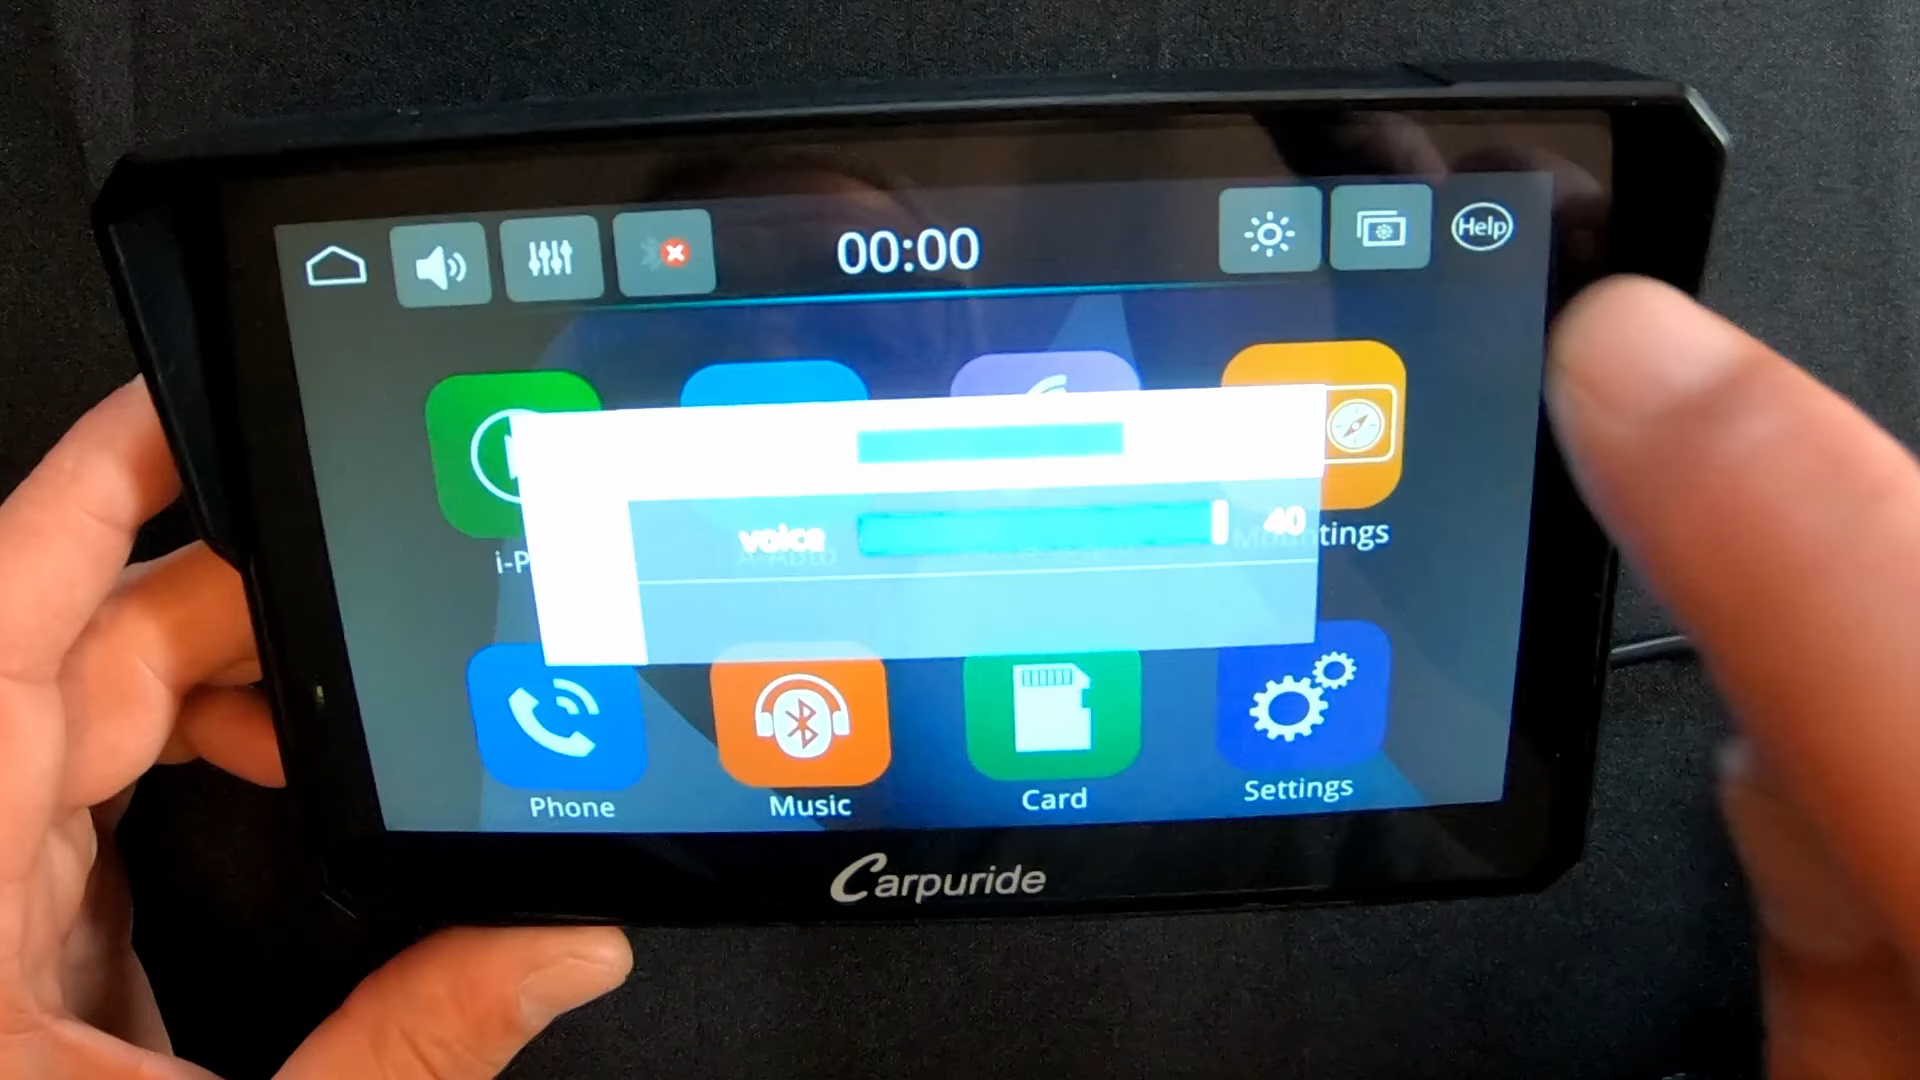 00:00
Help
voice
40
tings
i-P
Phone
Music
Card
Settings
Carpuride